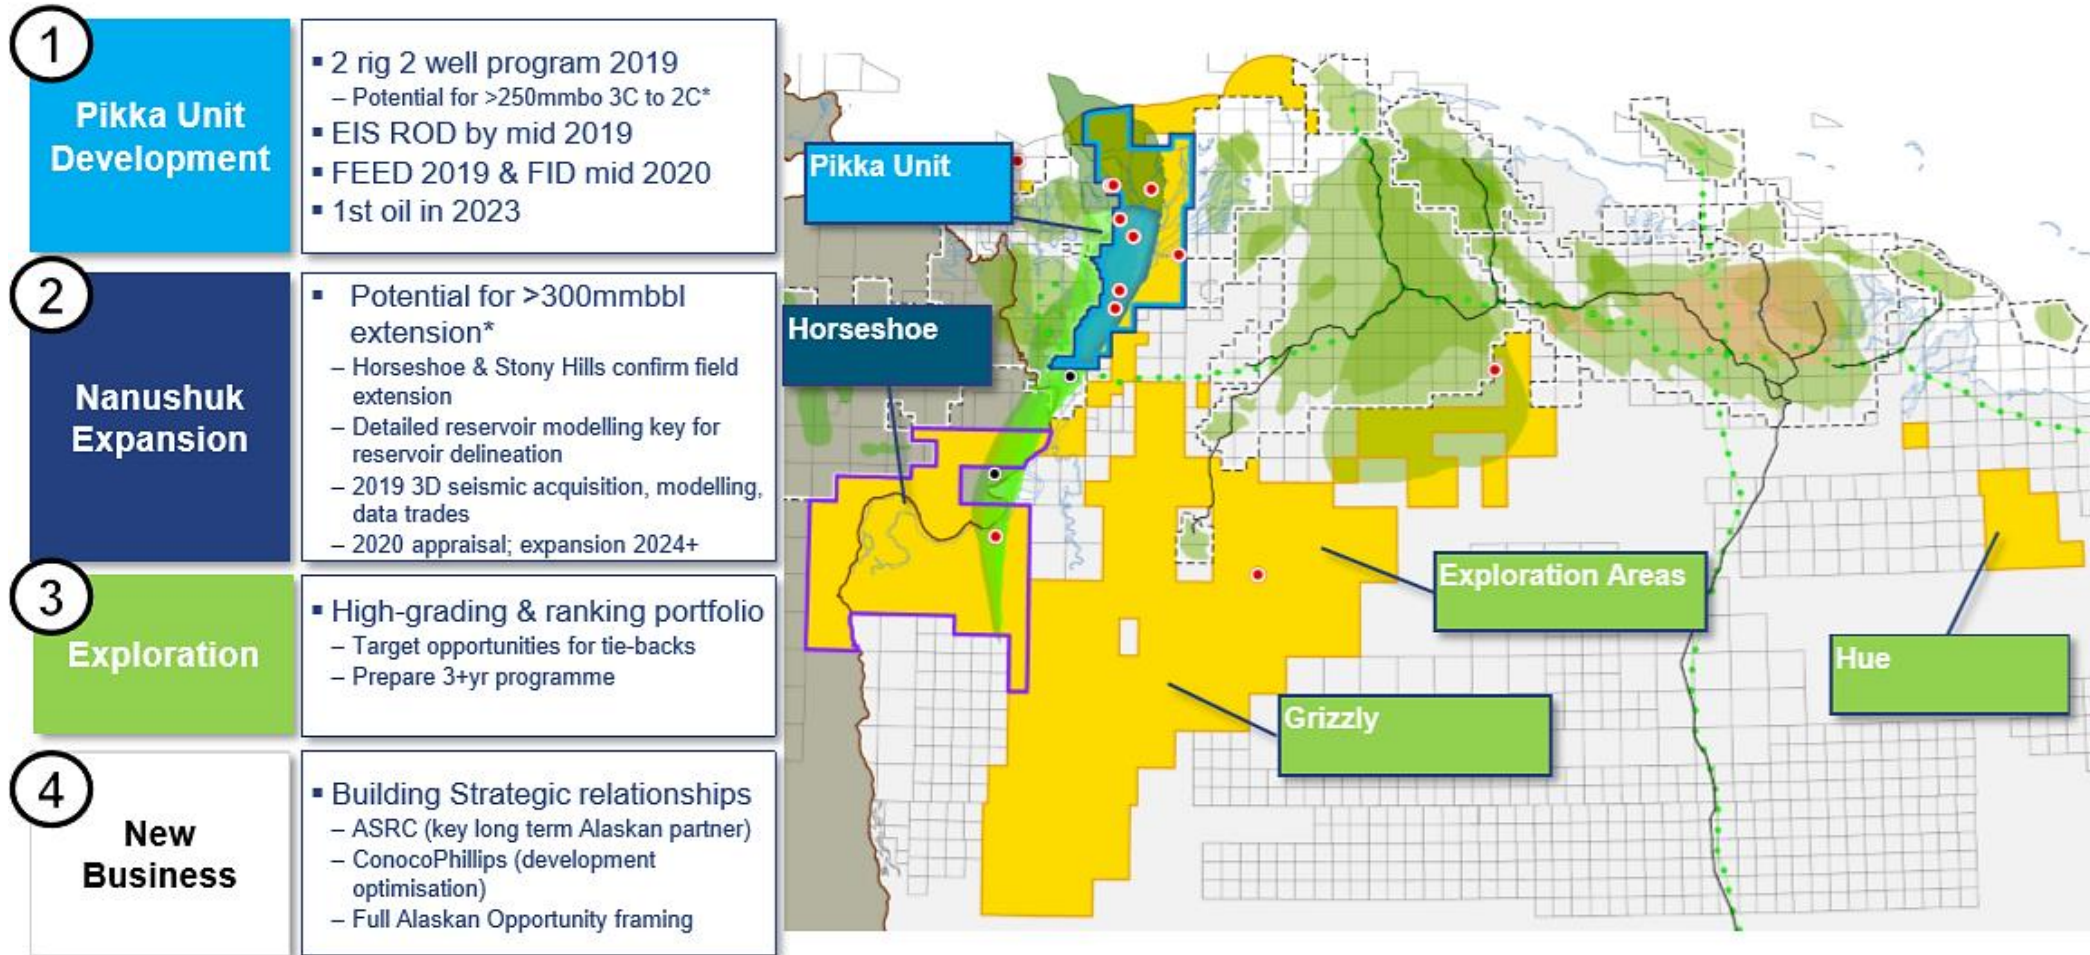 1
Pikka Unit
Development
▪ 2 rig 2 well program 2019
– Potential for >250mmbo 3C to 2C*
▪ EIS ROD by mid 2019
▪ FEED 2019 & FID mid 2020
▪ 1st oil in 2023
2
Nanushuk
Expansion
▪ Potential for >300mmbbl
extension*
– Horseshoe & Stony Hills confirm field
extension
– Detailed reservoir modelling key for
reservoir delineation
– 2019 3D seismic acquisition, modelling,
data trades
– 2020 appraisal; expansion 2024+
3
Exploration
▪ High-grading & ranking portfolio
– Target opportunities for tie-backs
– Prepare 3+yr programme
4
New
Business
▪ Building Strategic relationships
– ASRC (key long term Alaskan partner)
– ConocoPhillips (development
optimisation)
– Full Alaskan Opportunity framing
Pikka Unit
Horseshoe
Exploration Areas
Hue
Grizzly